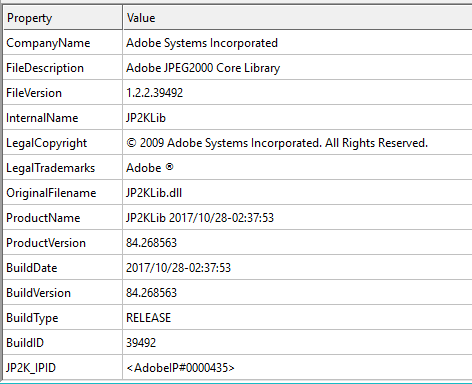 Property Value
CompanyName Adobe Systems Incorporated
FileDescription Adobe JPEG2000 Core Library
FileVersion 1.2.2.39492
InternalName JP2KLib
LegalCopyright © 2009 Adobe Systems Incorporated. All Rights Reserved.
LegalTrademarks Adobe ®
OriginalFilename JP2KLib.dll
ProductName JP2KLib 2017/10/28-02:37:53
ProductVersion 84.268563
BuildDate 2017/10/28-02:37:53
BuildVersion 84.268563
BuildType RELEASE
BuildID 39492
JP2K_IPID <AdobeIP#0000435>